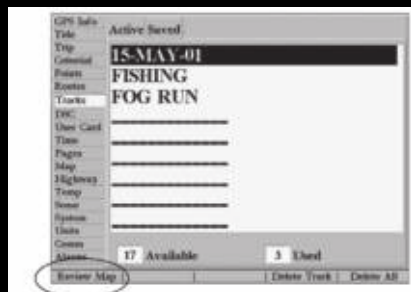 GPS Info
Title
Trip
Celestial
Points
Routes
Tracks
DSC
User Card
Time
Pages
Map
Highway
Temp
Sonar
System
Units
Comm
Alarms
Active Saved
15-MAY-01
FISHING
FOG RUN
17 Available
3 Used
Review Map
Delete Track
Delete All